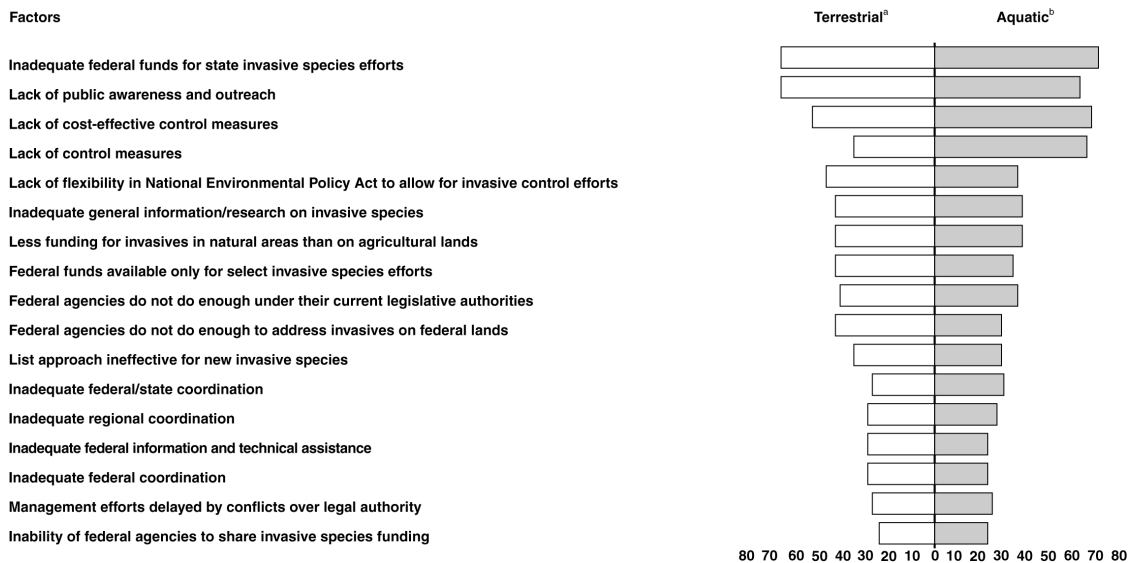 Factors Terrestriala Aquaticb
Inadequate federal funds for state invasive species efforts
Lack of public awareness and outreach
Lack of cost-effective control measures
Lack of control measures
Lack of flexibility in National Environmental Policy Act to allow for invasive control efforts
Inadequate general information/research on invasive species
Less funding for invasives in natural areas than on agricultural lands
Federal funds available only for select invasive species efforts
Federal agencies do not do enough under their current legislative authorities
Federal agencies do not do enough to address invasives on federal lands
List approach ineffective for new invasive species
Inadequate federal/state coordination
Inadequate regional coordination
Inadequate federal information and technical assistance
Inadequate federal coordination
Management efforts delayed by conflicts over legal authority
Inability of federal agencies to share invasive species funding
80 70 60 50 40 30 20 10 0 10 20 30 40 50 60 70 80